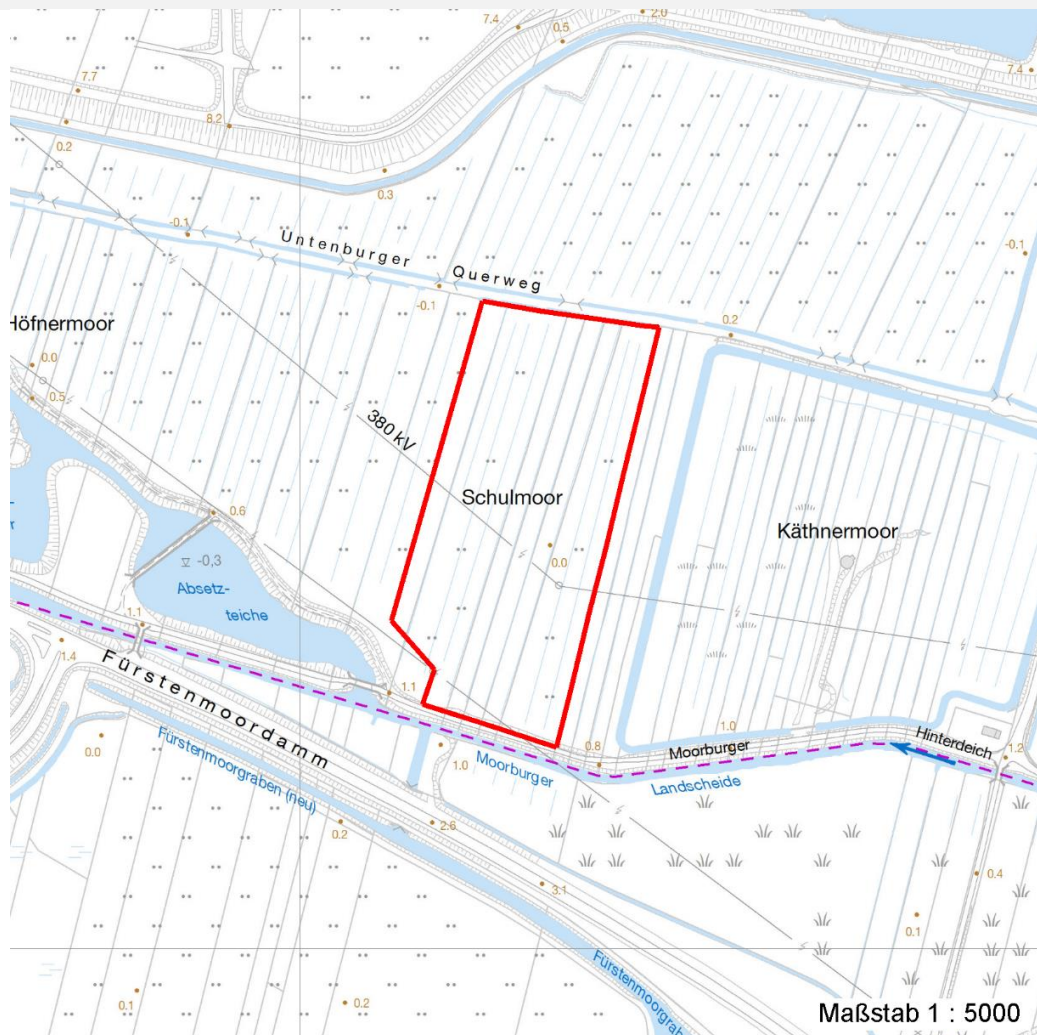 7.4
2.0
0.5
7.7
7.4
8.2
0.2
0.3
-0.1
Untenburger
Querweg
-0.1
-0.1
0.2
Höfnermoor
0.0
0.5
380 kV
Schulmoor
0.6
-0,3
0.0
Käthnermoor
Absetz-
teiche
1.1
1.4
Fürstenmoordamm
1.1
1.0
Hinterdeich
1.2
0.0
Fürstenmoorgraben (neu)
1.0
Moorburger
0.8
Moorburger
Landscheide
0.2
2.6
3.1
0.4
0.1
Fürstenmoorgrab
0.1
0.2
Maßstab 1 : 5000